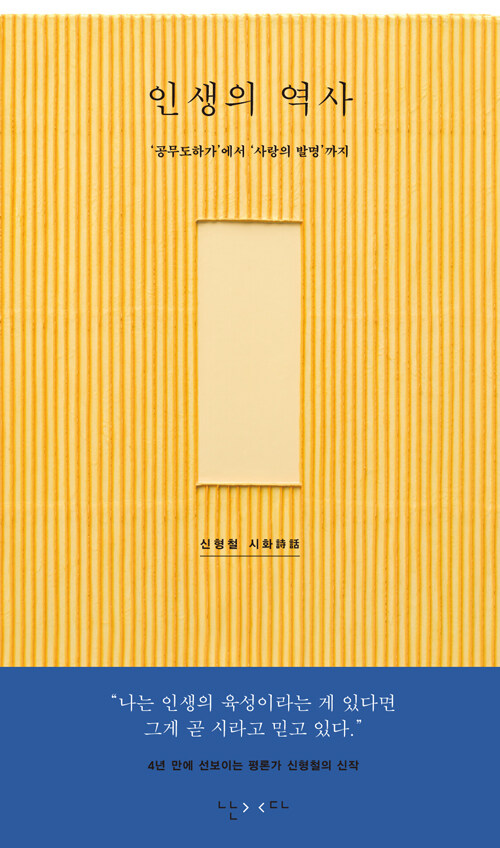 인생의 역사
‘공무도하가’에서 ‘사랑의 발명’까지
신형철 시화詩話
“나는 인생의 육성이라는 게 있다면
그게 곧 시라고 믿고 있다.”
4년 만에 선보이는 평론가 신형철의 신작
난다